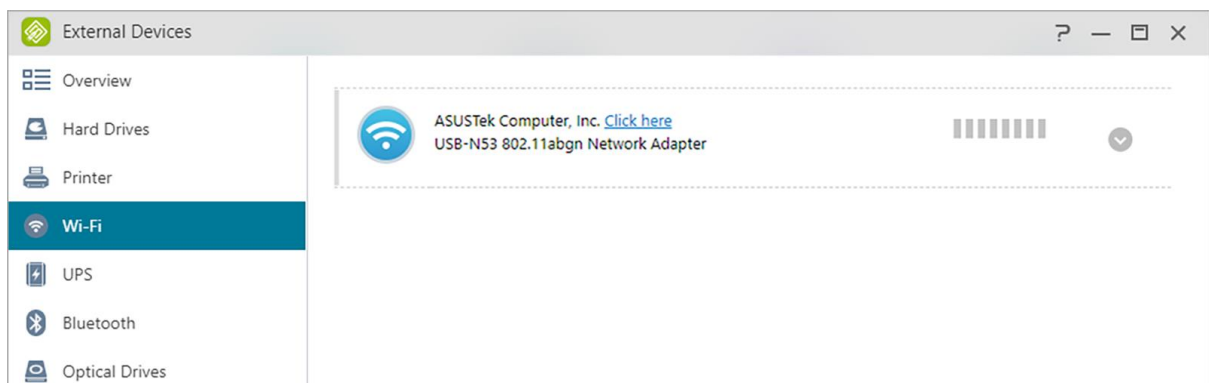 External Devices
Overview
Hard Drives
Printer
Wi-Fi
UPS
Bluetooth
Optical Drives
ASUSTek Computer, Inc. Click here
USB-N53 802.11abgn Network Adapter